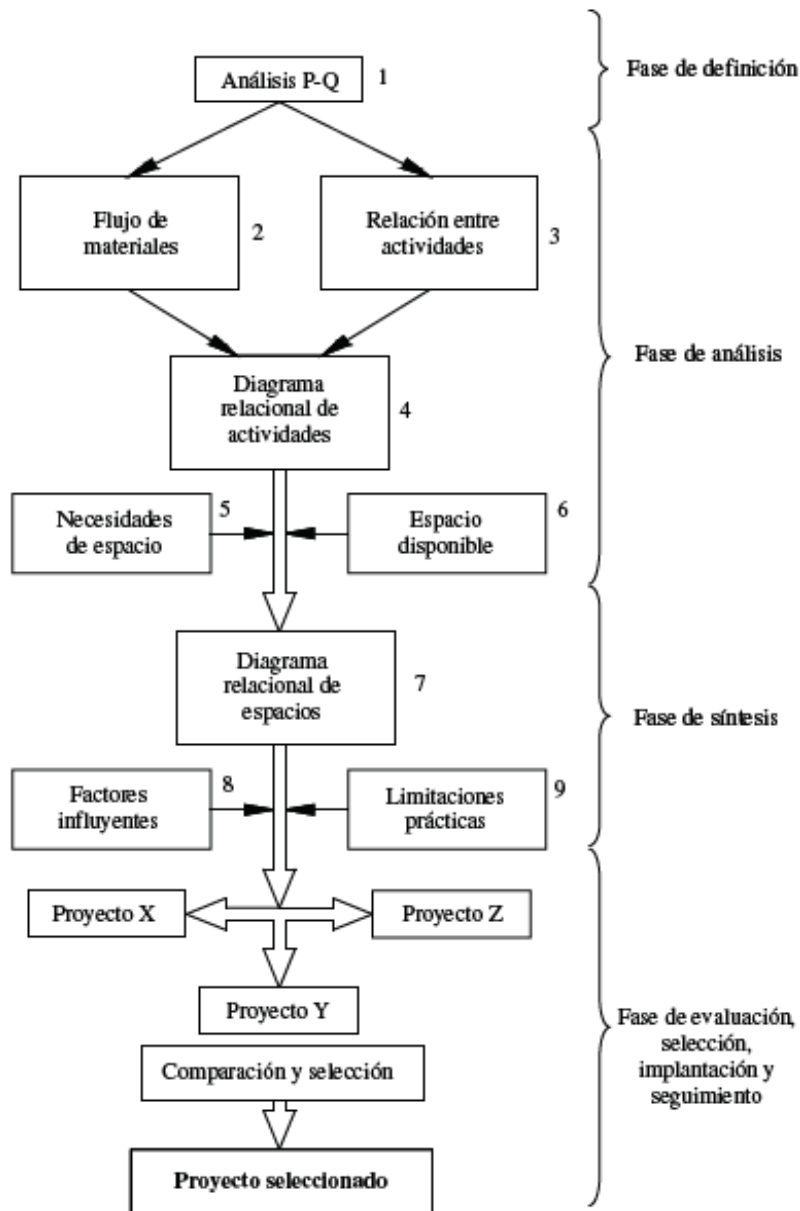 Análisis P-Q
1
Fase de definición
Flujo de
materiales
2
Relación entre
actividades
3
Fase de análisis
Diagrama
relacional de
actividades
4
Necesidades
de espacio
5
Espacio
disponible
6
Diagrama
relacional de
espacios
7
Fase de síntesis
Factores
influyentes
8
Limitaciones
prácticas
9
Proyecto X
Proyecto Z
Proyecto Y
Fase de evaluación,
selección,
implantación y
seguimiento
Comparación y selección
Proyecto seleccionado